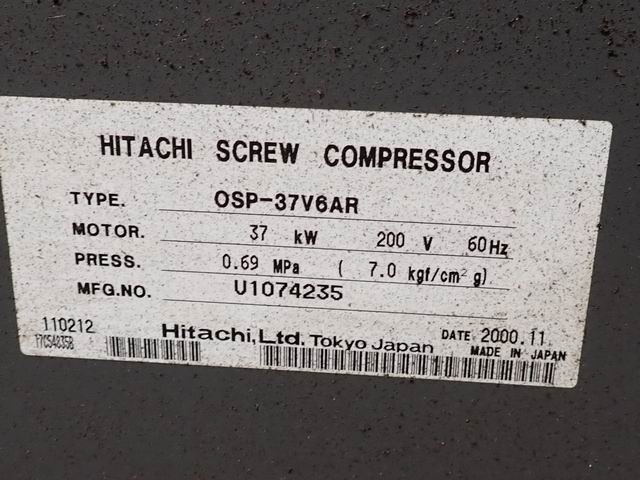 HITACHI SCREW COMPRESSOR
TYPE. OSP-37V6AR
MOTOR. 37 kW 200 V 60Hz
PRESS. 0.69 MPa ( 7.0 kgf/cm² g)
MFG.NO. U1074235
110212 Hitachi,Ltd. Tokyo Japan DATE 2000.11
MADE IN JAPAN